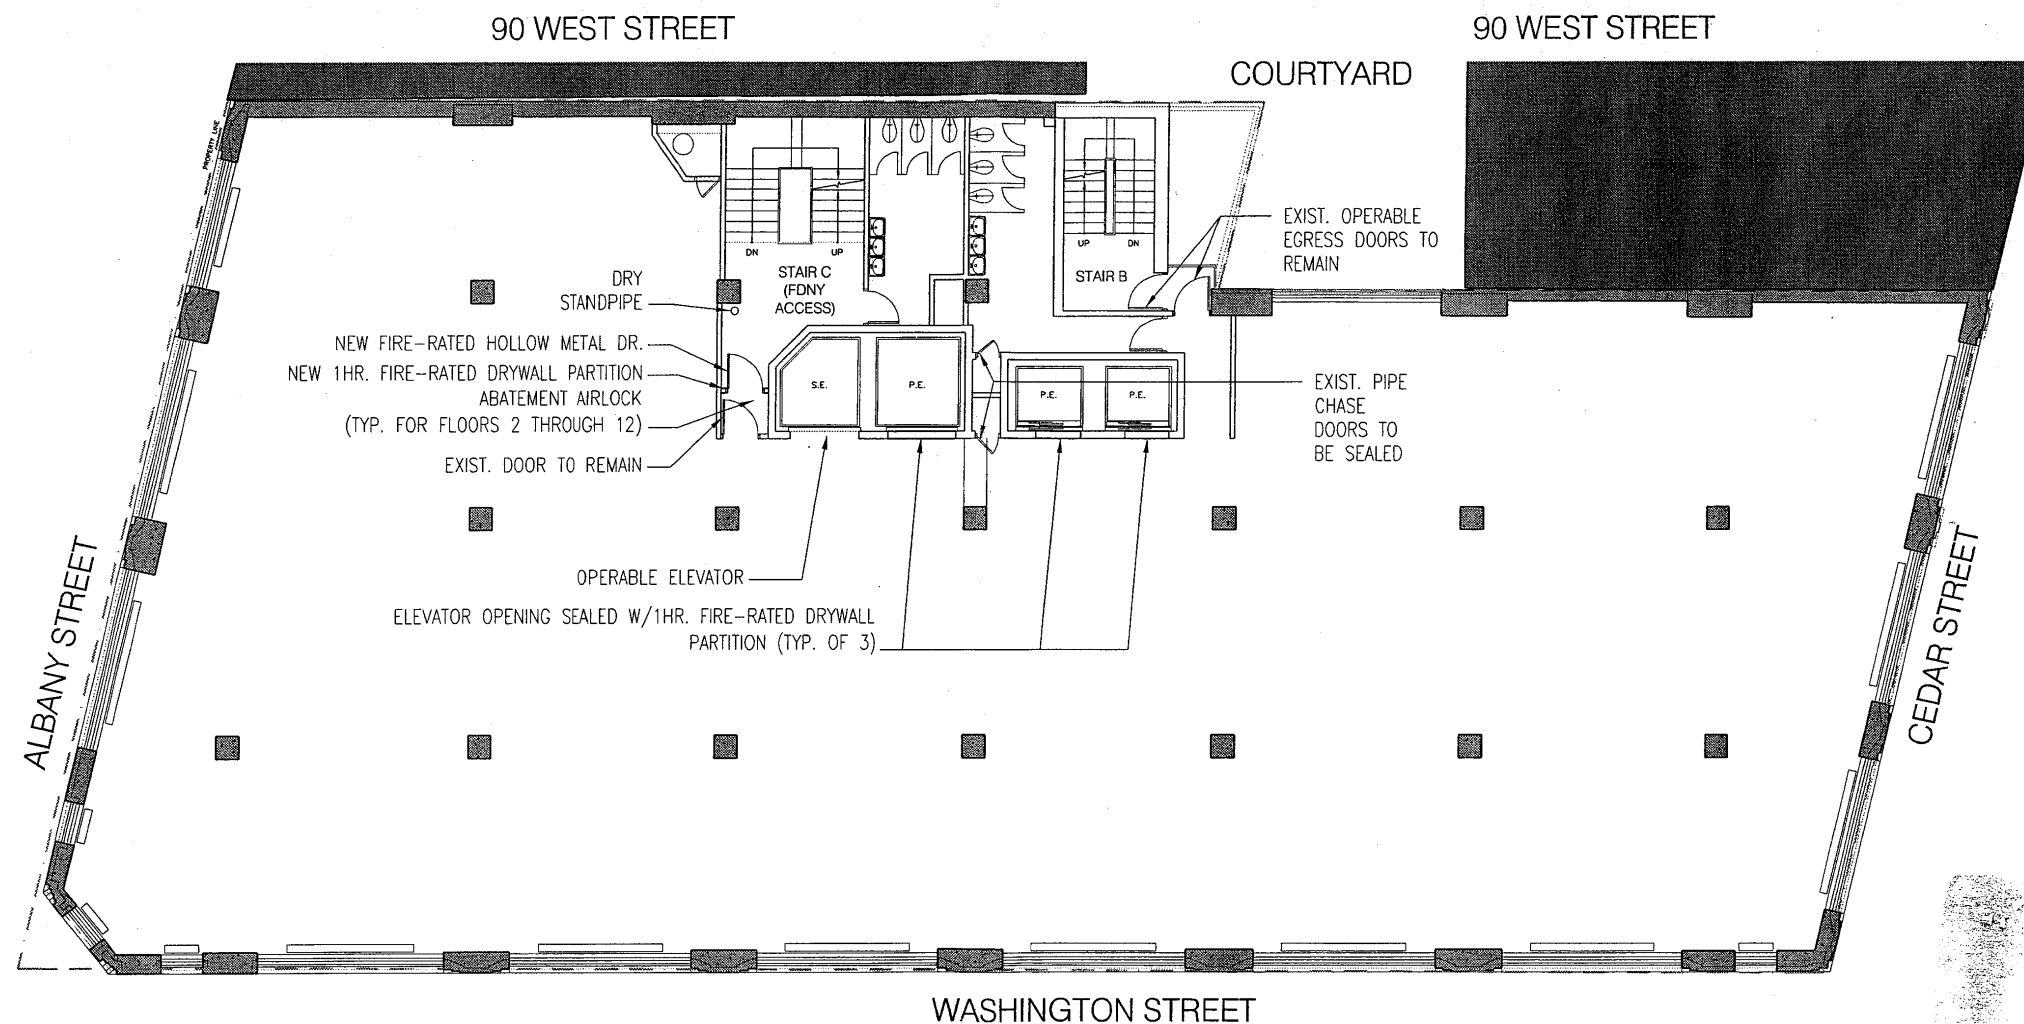 90 WEST STREET
90 WEST STREET
COURTYARD
PROPERTY LINE
EXIST. OPERABLE
EGRESS DOORS TO
REMAIN
DN
UP
UP
DN
STAIR C
(FDNY
ACCESS)
STAIR B
DRY
STANDPIPE
NEW FIRE-RATED HOLLOW METAL DR.
NEW 1HR. FIRE-RATED DRYWALL PARTITION
ABATEMENT AIRLOCK
(TYP. FOR FLOORS 2 THROUGH 12)
EXIST. DOOR TO REMAIN
S.E.
P.E.
P.E.
P.E.
EXIST. PIPE
CHASE
DOORS TO
BE SEALED
OPERABLE ELEVATOR
ELEVATOR OPENING SEALED W/1HR. FIRE-RATED DRYWALL
PARTITION (TYP. OF 3)
ALBANY STREET
CEDAR STREET
WASHINGTON STREET